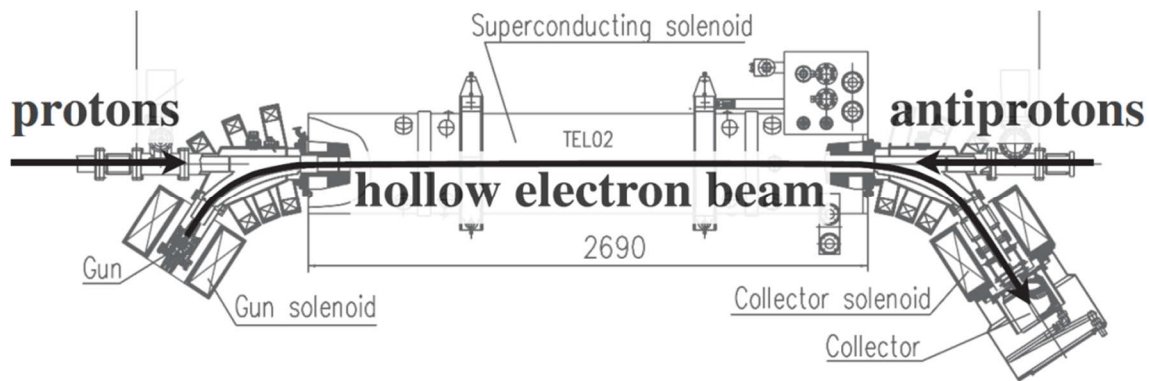 Superconducting solenoid
protons
antiprotons
TEL02
hollow electron beam
2690
Gun
Gun solenoid
Collector solenoid
Collector